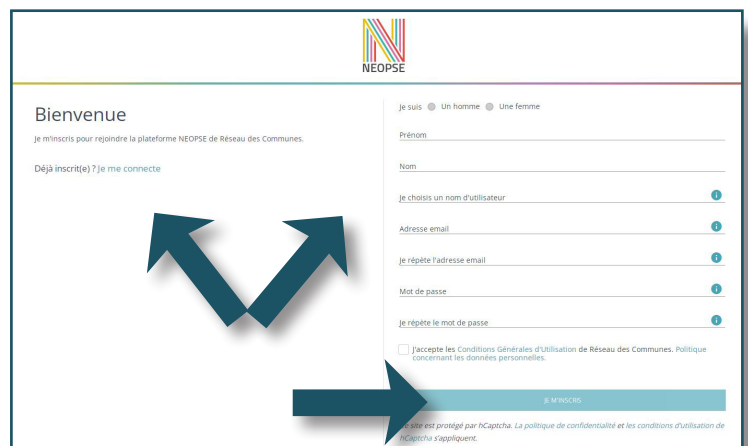 NEOPSE
Bienvenue
Je m'inscris pour rejoindre la plateforme NEOPSE de Réseau des Communes.
Déjà inscrit(e) ? Je me connecte
Je suis Un homme Une femme
Prénom
Nom
Je choisis un nom d'utilisateur
Adresse email
Je répète l'adresse email
Mot de passe
Je répète le mot de passe
J'accepte les Conditions Générales d'Utilisation de Réseau des Communes. Politique
concernant les données personnelles.
JE M'INSCRIS
site est protégé par hCaptcha. La politique de confidentialité et les conditions d'utilisation de
hCaptcha s'appliquent.